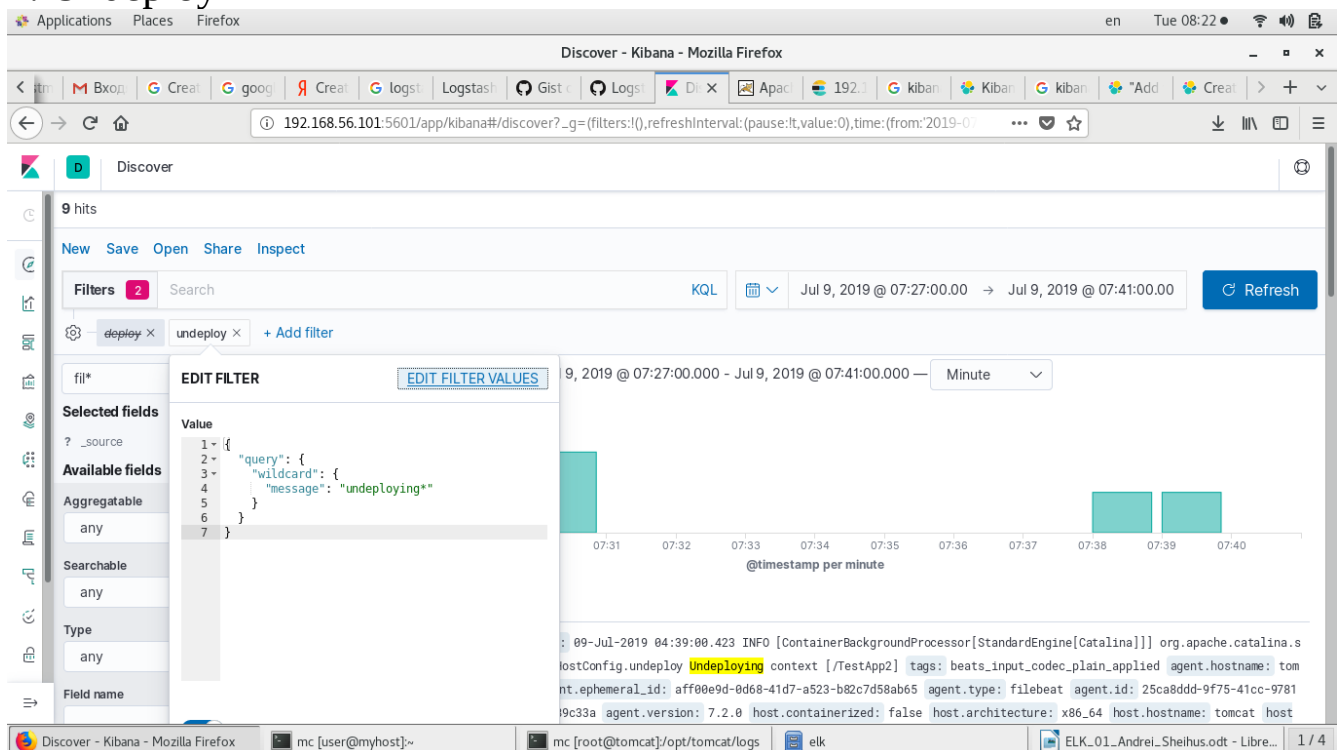 Applications Places Firefox en Tue 08:22
Discover - Kibana - Mozilla Firefox
stm Вход Creat goog Creat logst Logstash Gist c Logst Di Apac 192.1 kiban Kiban kiban "Add Creat
192.168.56.101:5601/app/kibana#/discover?_g=(filters:!(),refreshInterval:(pause:!t,value:0),time:(from:'2019-07
D Discover
9 hits
New Save Open Share Inspect
Filters 2 Search KQL Jul 9, 2019 @ 07:27:00.00 → Jul 9, 2019 @ 07:41:00.00 Refresh
deploy × undeploy × + Add filter
fil* EDIT FILTER EDIT FILTER VALUES 9, 2019 @ 07:27:00.000 - Jul 9, 2019 @ 07:41:00.000 — Minute
Selected fields
Value
? _source
1 {
2 "query": {
Available fields
3 "wildcard": {
4 "message": "undeploying*"
Aggregatable
5 }
6 }
any
7 }
07:31 07:32 07:33 07:34 07:35 07:36 07:37 07:38 07:39 07:40
@timestamp per minute
Searchable
any
Type
any
: 09-Jul-2019 04:39:00.423 INFO [ContainerBackgroundProcessor[StandardEngine[Catalina]]] org.apache.catalina.s
HostConfig.undeploy Undeploying context [/TestApp2] tags: beats_input_codec_plain_applied agent.hostname: tom
Field name
nt.ephemeral_id: aff00e9d-0d68-41d7-a523-b82c7d58ab65 agent.type: filebeat agent.id: 25ca8ddd-9f75-41cc-9781
39c33a agent.version: 7.2.0 host.containerized: false host.architecture: x86_64 host.hostname: tomcat host
Discover - Kibana - Mozilla Firefox mc [user@myhost]:~ mc [root@tomcat]:/opt/tomcat/logs elk ELK_01_Andrei_Sheihus.odt - Libre... 1 / 4